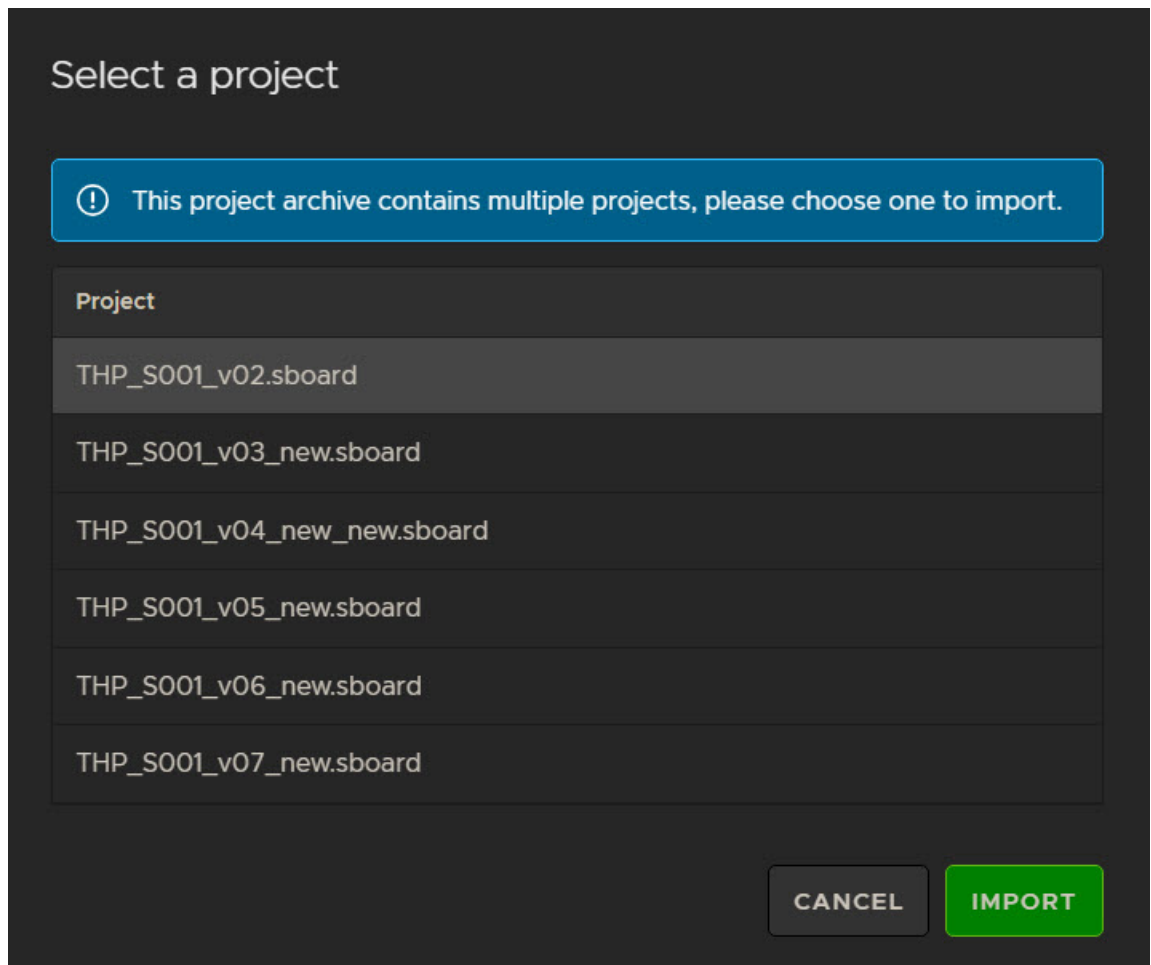 Select a project
This project archive contains multiple projects, please choose one to import.
Project
THP_S001_v02.sboard
THP_S001_v03_new.sboard
THP_S001_v04_new_new.sboard
THP_S001_v05_new.sboard
THP_S001_v06_new.sboard
THP_S001_v07_new.sboard
CANCEL IMPORT